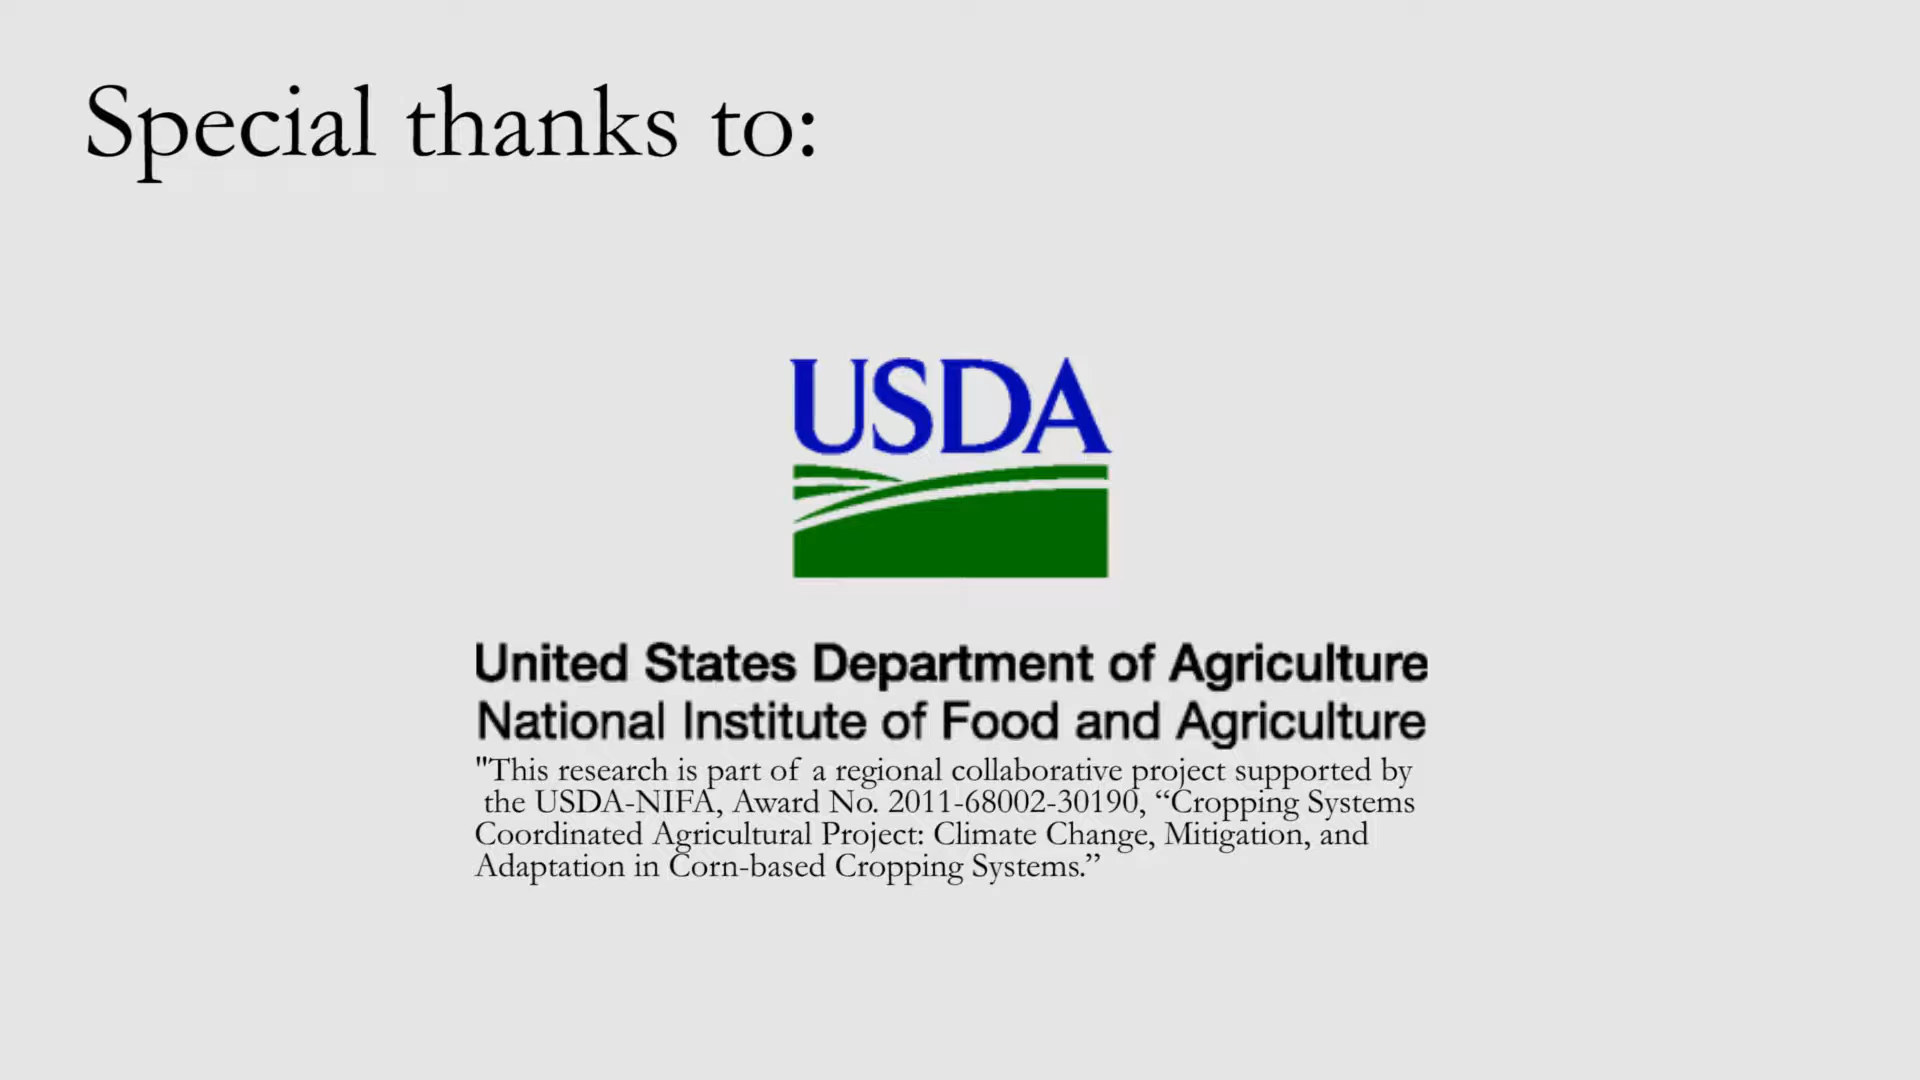 Special thanks to:
USDA
United States Department of Agriculture
National Institute of Food and Agriculture
"This research is part of a regional collaborative project supported by
the USDA-NIFA, Award No. 2011-68002-30190, “Cropping Systems
Coordinated Agricultural Project: Climate Change, Mitigation, and
Adaptation in Corn-based Cropping Systems.”